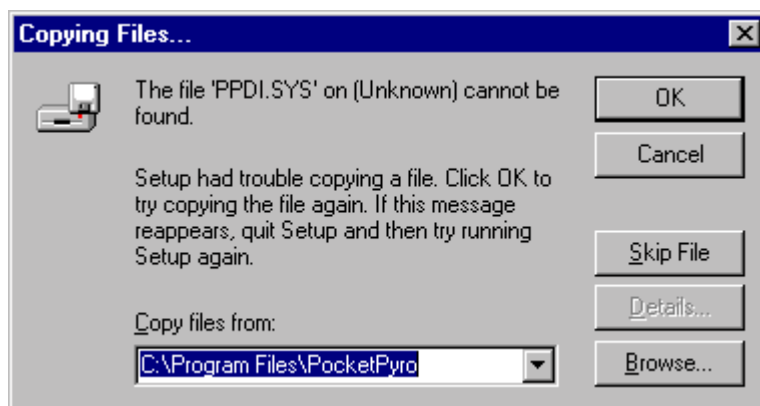 Copying Files...
The file 'PPDI.SYS' on (Unknown) cannot be
found.
Setup had trouble copying a file. Click OK to
try copying the file again. If this message
reappears, quit Setup and then try running
Setup again.
Copy files from:
C:\Program Files\PocketPyro
OK
Cancel
Skip File
Details...
Browse...